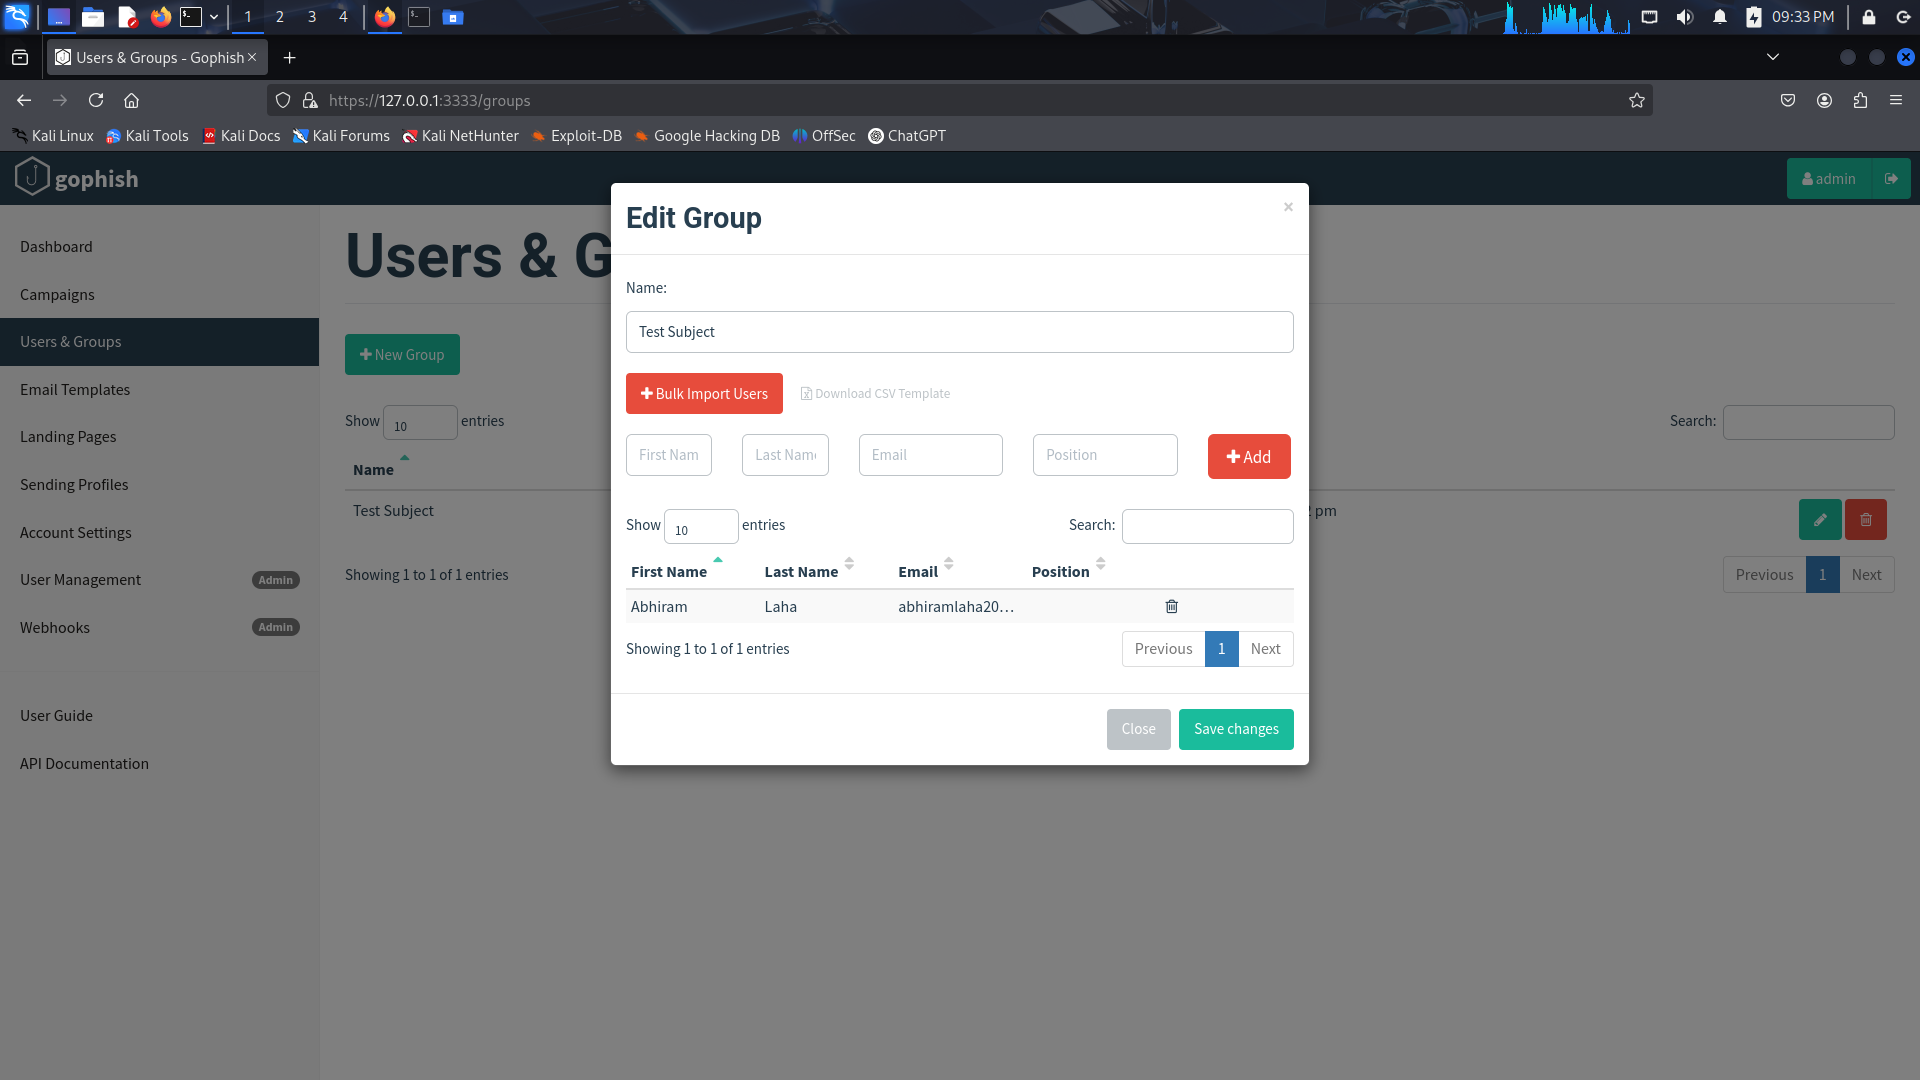 1 2 3 4 09:33 PM
Users & Groups - Gophish
https://127.0.0.1:3333/groups
Kali Linux Kali Tools Kali Docs Kali Forums Kali NetHunter Exploit-DB Google Hacking DB OffSec ChatGPT
gophish
admin
Dashboard
Campaigns
Users & Groups
Email Templates
Landing Pages
Sending Profiles
Account Settings
User Management Admin
Webhooks Admin
User Guide
API Documentation
Users & G
New Group
Show 10 entries
Search:
Name
Test Subject
2 pm
Showing 1 to 1 of 1 entries
Previous 1 Next
Edit Group
×
Name:
Test Subject
Bulk Import Users Download CSV Template
First Nam Last Name Email Position Add
Show 10 entries Search:
First Name Last Name Email Position
Abhiram Laha abhiramlaha20...
Showing 1 to 1 of 1 entries
Previous 1 Next
Close Save changes